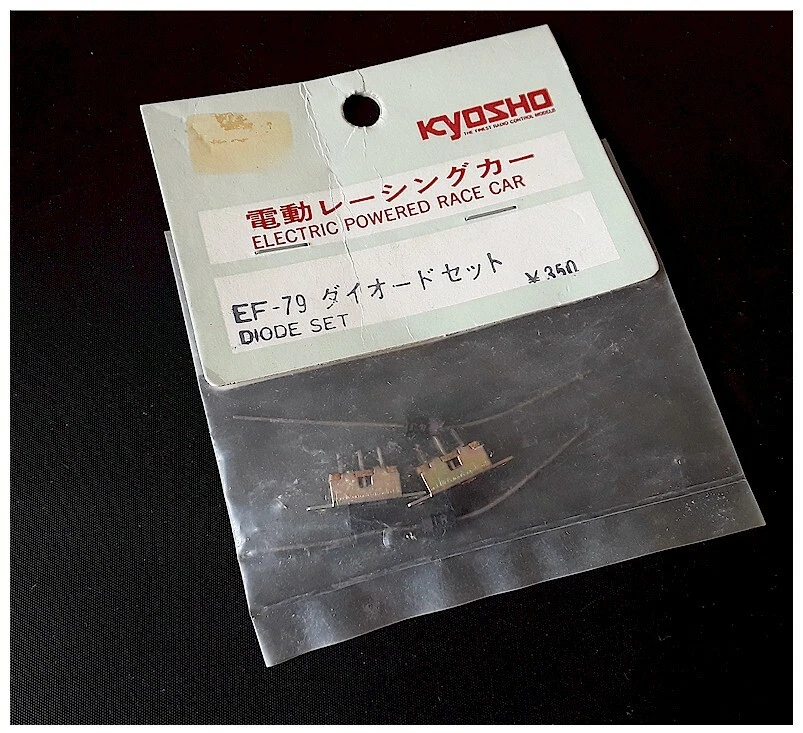 KYOSHO
THE FINEST RADIO CONTROL MODELS
電動レーシングカー
ELECTRIC POWERED RACE CAR
EF-79 ダイオードセット ¥350
DIODE SET